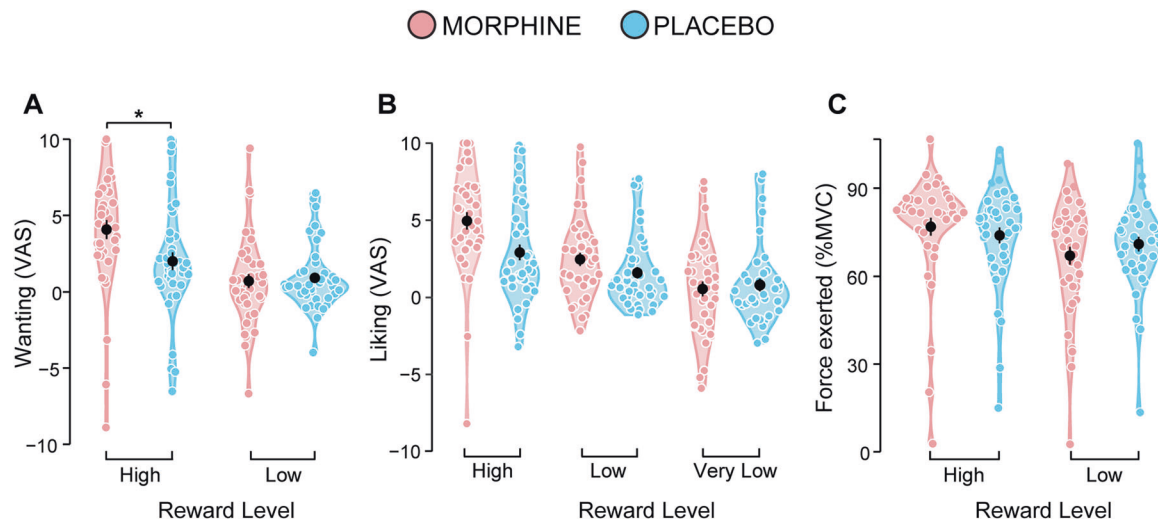 MORPHINE PLACEBO
A
*
Wanting (VAS)
10
5
0
−5
−10
High Low
Reward Level
B
Liking (VAS)
10
5
0
−5
−10
High Low Very Low
Reward Level
C
Force exerted (%MVC)
90
60
30
0
High Low
Reward Level